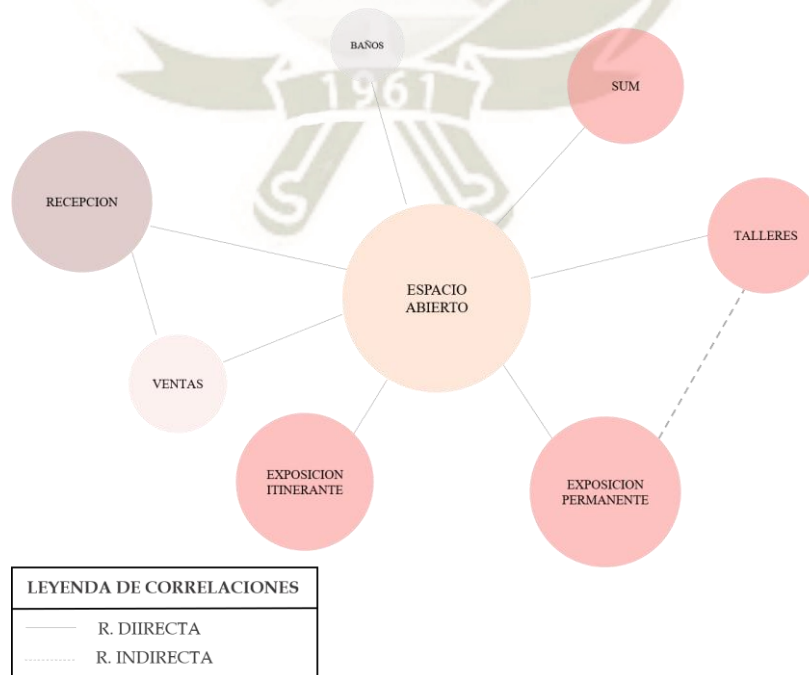 BAÑOS
1961
SUM
RECEPCION
TALLERES
ESPACIO
ABIERTO
VENTAS
EXPOSICION
ITINERANTE
EXPOSICION
PERMANENTE
LEYENDA DE CORRELACIONES
R. DIIRECTA
R. INDIRECTA